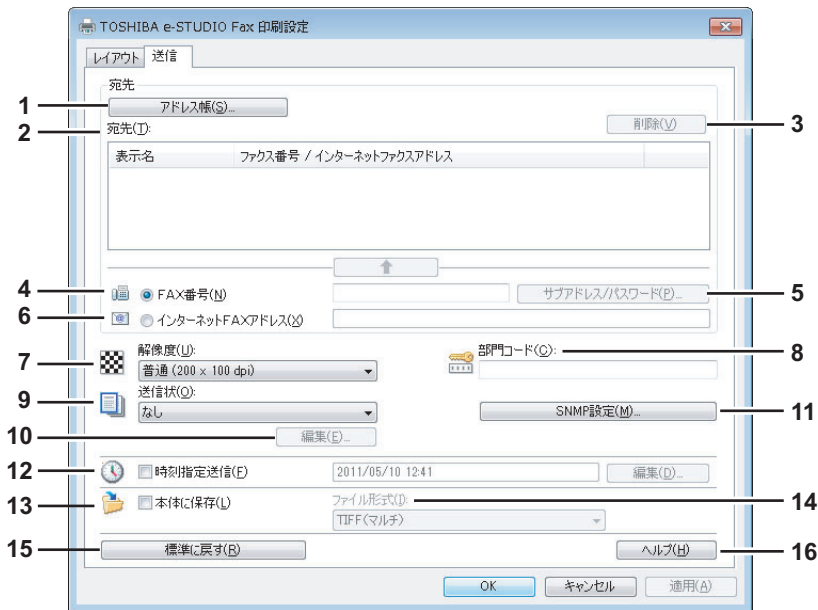 TOSHIBA e-STUDIO Fax 印刷設定
レイアウト 送信
宛先
1 アドレス帳(S)...
2 宛先(T): 削除(V) 3
表示名 ファクス番号 / インターネットファクスアドレス
4 FAX番号(N) サブアドレス/パスワード(P)... 5
6 インターネットFAXアドレス(X)
7 解像度(U): 部門コード(C): 8
普通 (200 x 100 dpi)
9 送信状(O):
なし SNMP設定(M)... 11
10 編集(E)...
12 時刻指定送信(F) 2011/05/10 12:41 編集(D)...
13 本体に保存(L) ファイル形式(I): 14
TIFF(マルチ)
15 標準に戻す(R) ヘルプ(H) 16
OK キャンセル 適用(A)